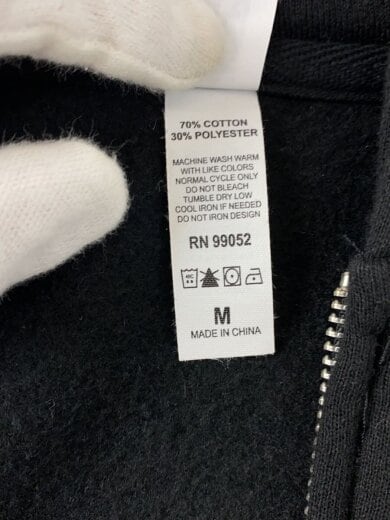 70% COTTON
30% POLYESTER
MACHINE WASH WARM
WITH LIKE COLORS
NORMAL CYCLE ONLY
DO NOT BLEACH
TUMBLE DRY LOW
COOL IRON IF NEEDED
DO NOT IRON DESIGN
RN 99052
M
MADE IN CHINA